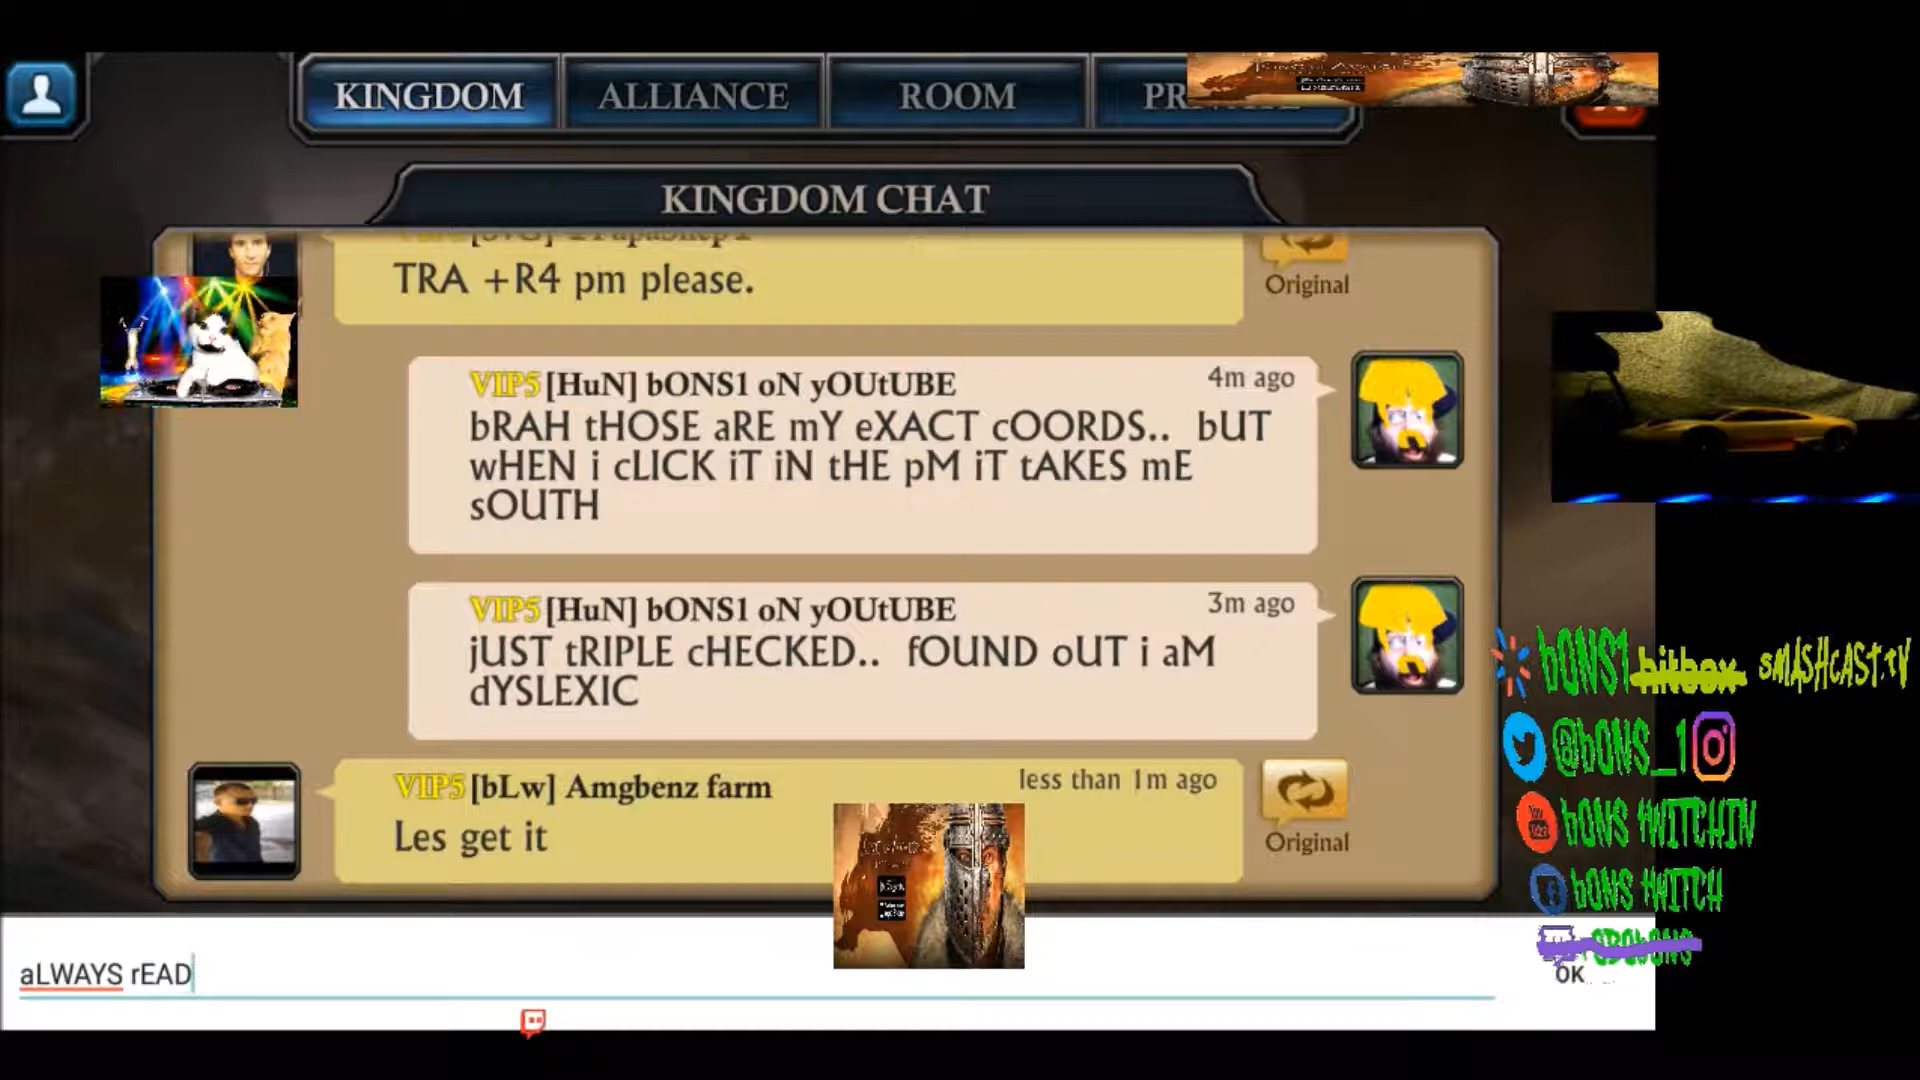 KINGDOM ALLIANCE ROOM
KINGDOM CHAT
TRA +R4 pm please.
Original
VIP5 [HuN] bONS1 oN yOUtUBE 4m ago
bRAH tHOSE aRE mY eXACT cOORDS.. bUT
wHEN i cLICK iT iN tHE pM iT tAKES mE
sOUTH
VIP5 [HuN] bONS1 oN yOUtUBE 3m ago
jUST tRIPLE cHECKED.. fOUND oUT i aM
dYSLEXIC
VIP5 [bLw] Amgbenz farm less than 1m ago
Les get it
Original
bONS1 hitbox SMASHCAST.tV
@bONS_1
bONS tWITCHIN
bONS tWITCH
aLWAYS rEAD
OK